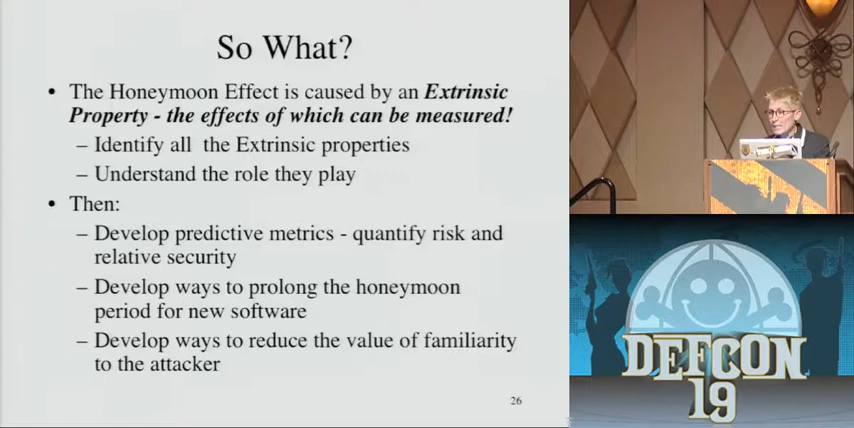 So What?
• The Honeymoon Effect is caused by an Extrinsic
Property - the effects of which can be measured!
– Identify all the Extrinsic properties
– Understand the role they play
• Then:
– Develop predictive metrics - quantify risk and
relative security
– Develop ways to prolong the honeymoon
period for new software
– Develop ways to reduce the value of familiarity
to the attacker
26
DEFCON
19